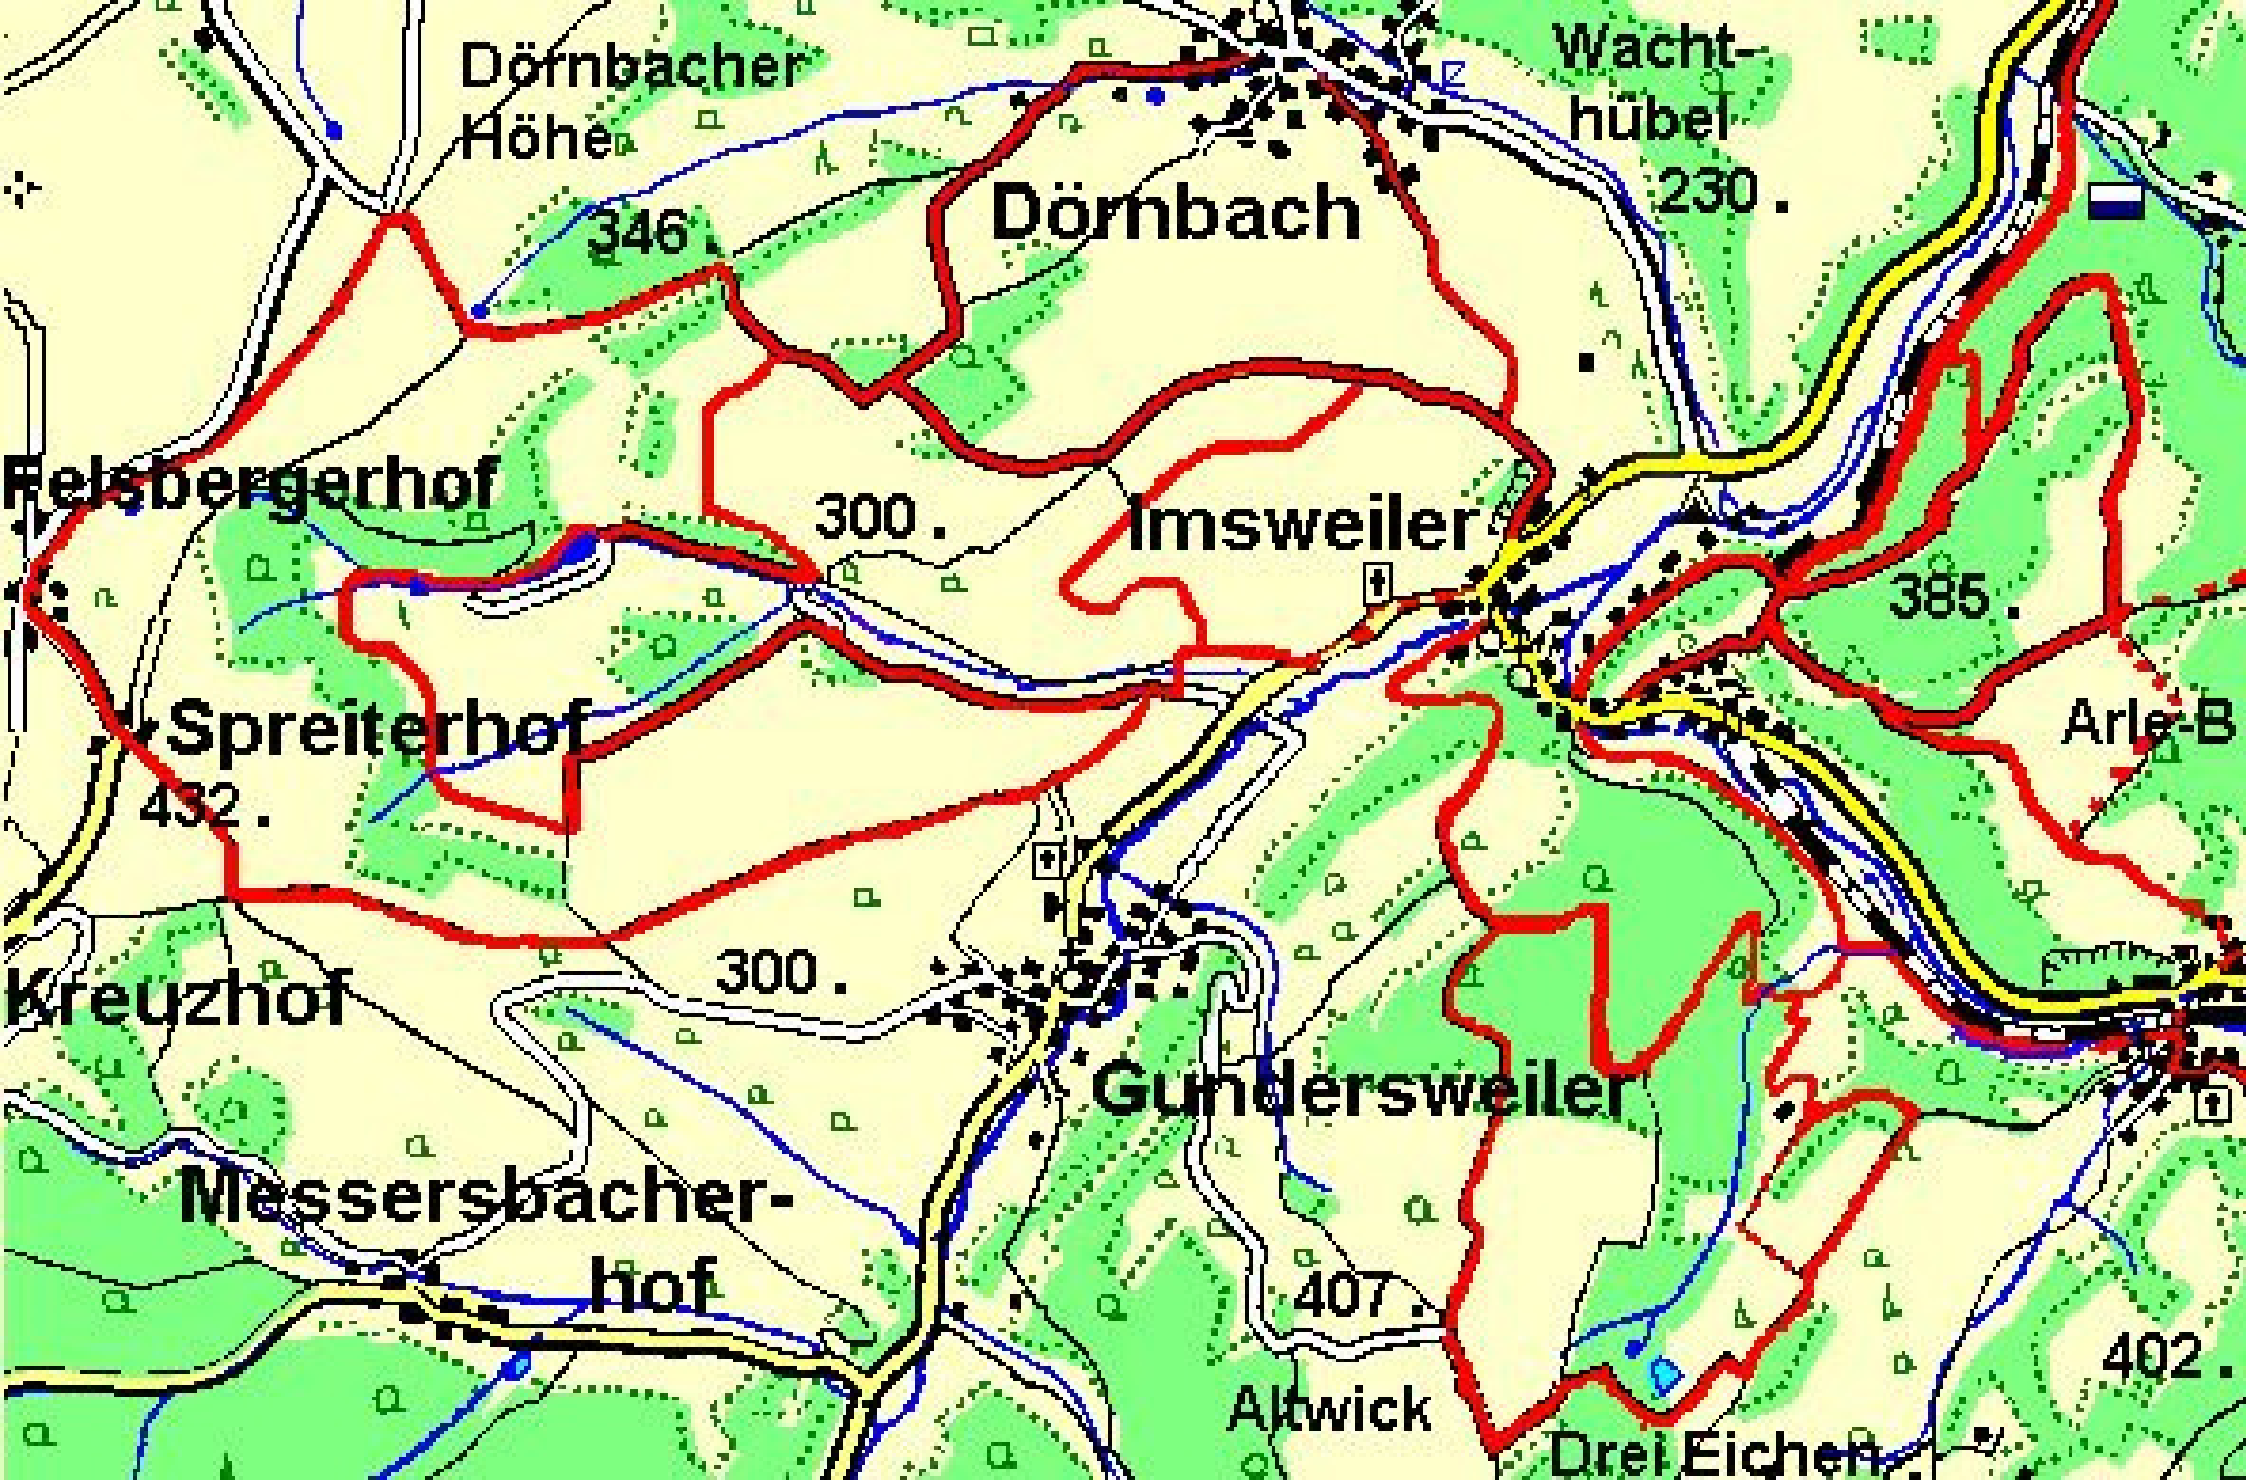 Dörnbacher
Höhe
Wacht-
hübel
230 .
346 .
Dörnbach
Felsbergerhof
300 .
Imsweiler
385 .
Spreiterhof
432 .
Arle-B
Kreuzhof
300 .
Gundersweiler
Messersbacher-
hof
407 .
402 .
Altwick
Drei Eichen